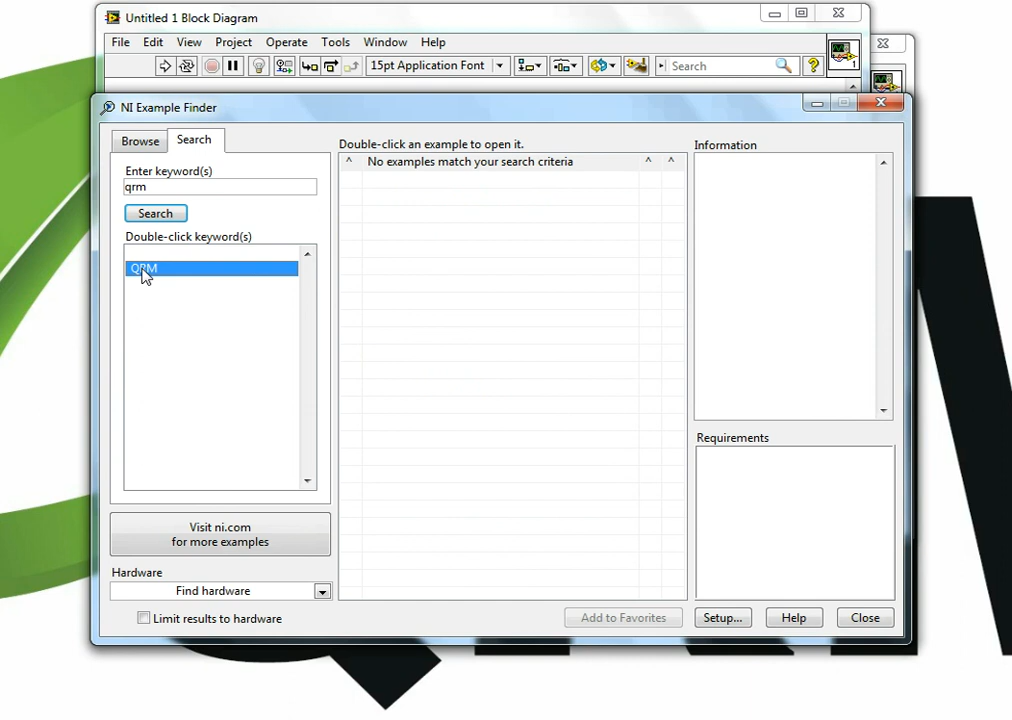 Untitled 1 Block Diagram
File Edit View Project Operate Tools Window Help
15pt Application Font Search
1
NI Example Finder
Browse Search
Enter keyword(s)
qrm
Search
Double-click keyword(s)
QRM
Visit ni.com
for more examples
Hardware
Find hardware
Limit results to hardware
Double-click an example to open it.
No examples match your search criteria
Information
Requirements
Add to Favorites Setup... Help Close